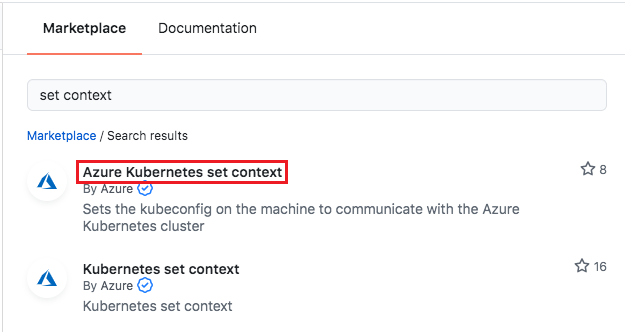 Marketplace Documentation
set context
Marketplace / Search results
Azure Kubernetes set context 8
By Azure
Sets the kubeconfig on the machine to communicate with the Azure
Kubernetes cluster
Kubernetes set context 16
By Azure
Kubernetes set context